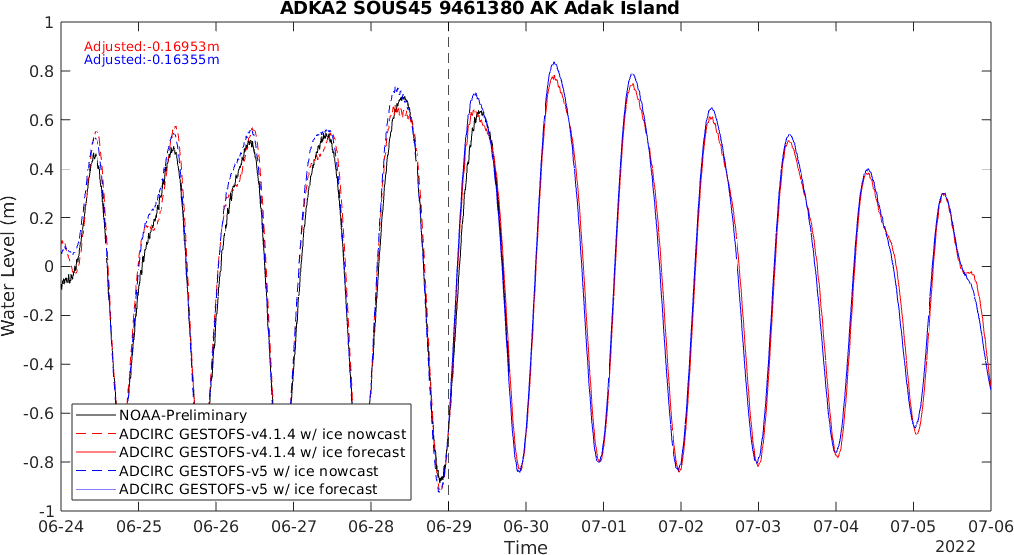 ADKA2 SOUS45 9461380 AK Adak Island
Adjusted:-0.16953m
Adjusted:-0.16355m
1
0.8
0.6
0.4
0.2
0
-0.2
-0.4
-0.6
-0.8
-1
Water Level (m)
NOAA-Preliminary
ADCIRC GESTOFS-v4.1.4 w/ ice nowcast
ADCIRC GESTOFS-v4.1.4 w/ ice forecast
ADCIRC GESTOFS-v5 w/ ice nowcast
ADCIRC GESTOFS-v5 w/ ice forecast
06-24 06-25 06-26 06-27 06-28 06-29 06-30 07-01 07-02 07-03 07-04 07-05 07-06
Time
2022